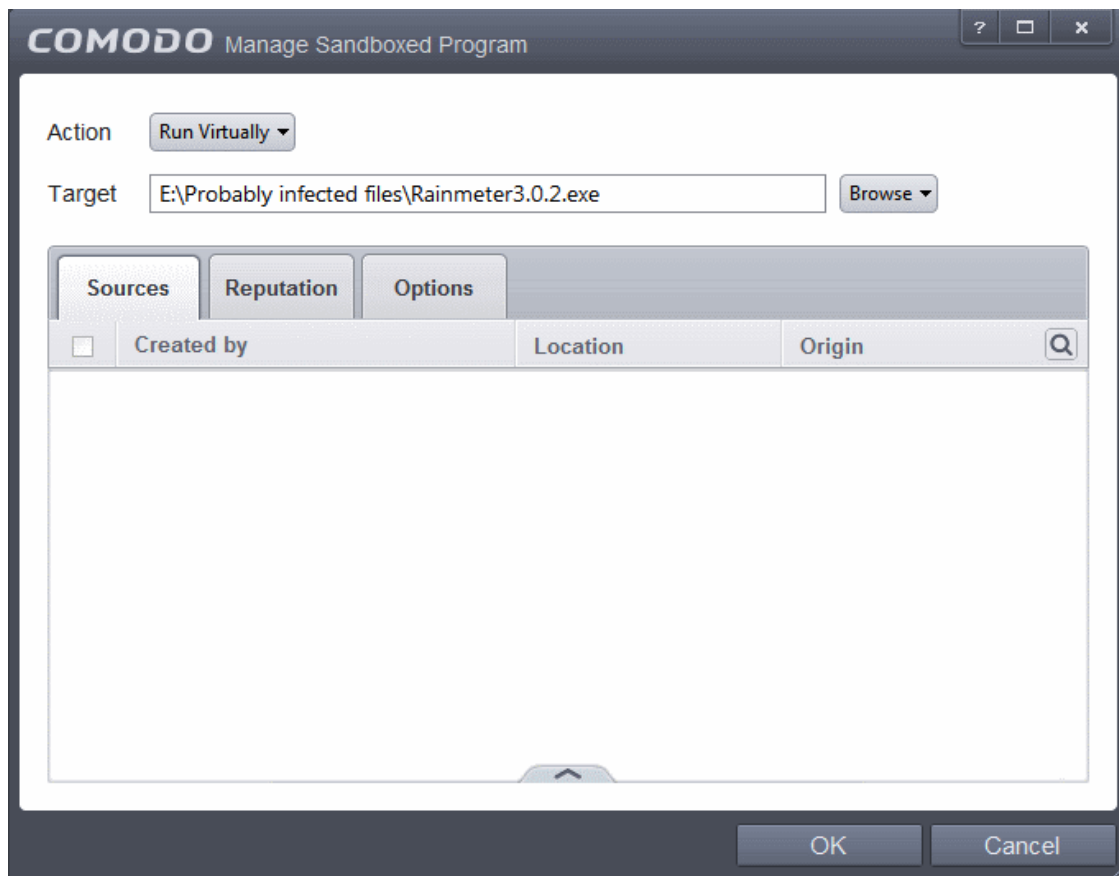 COMODO Manage Sandboxed Program ?
Action Run Virtually
Target E:\Probably infected files\Rainmeter3.0.2.exe Browse
Sources Reputation Options
Created by Location Origin
OK Cancel